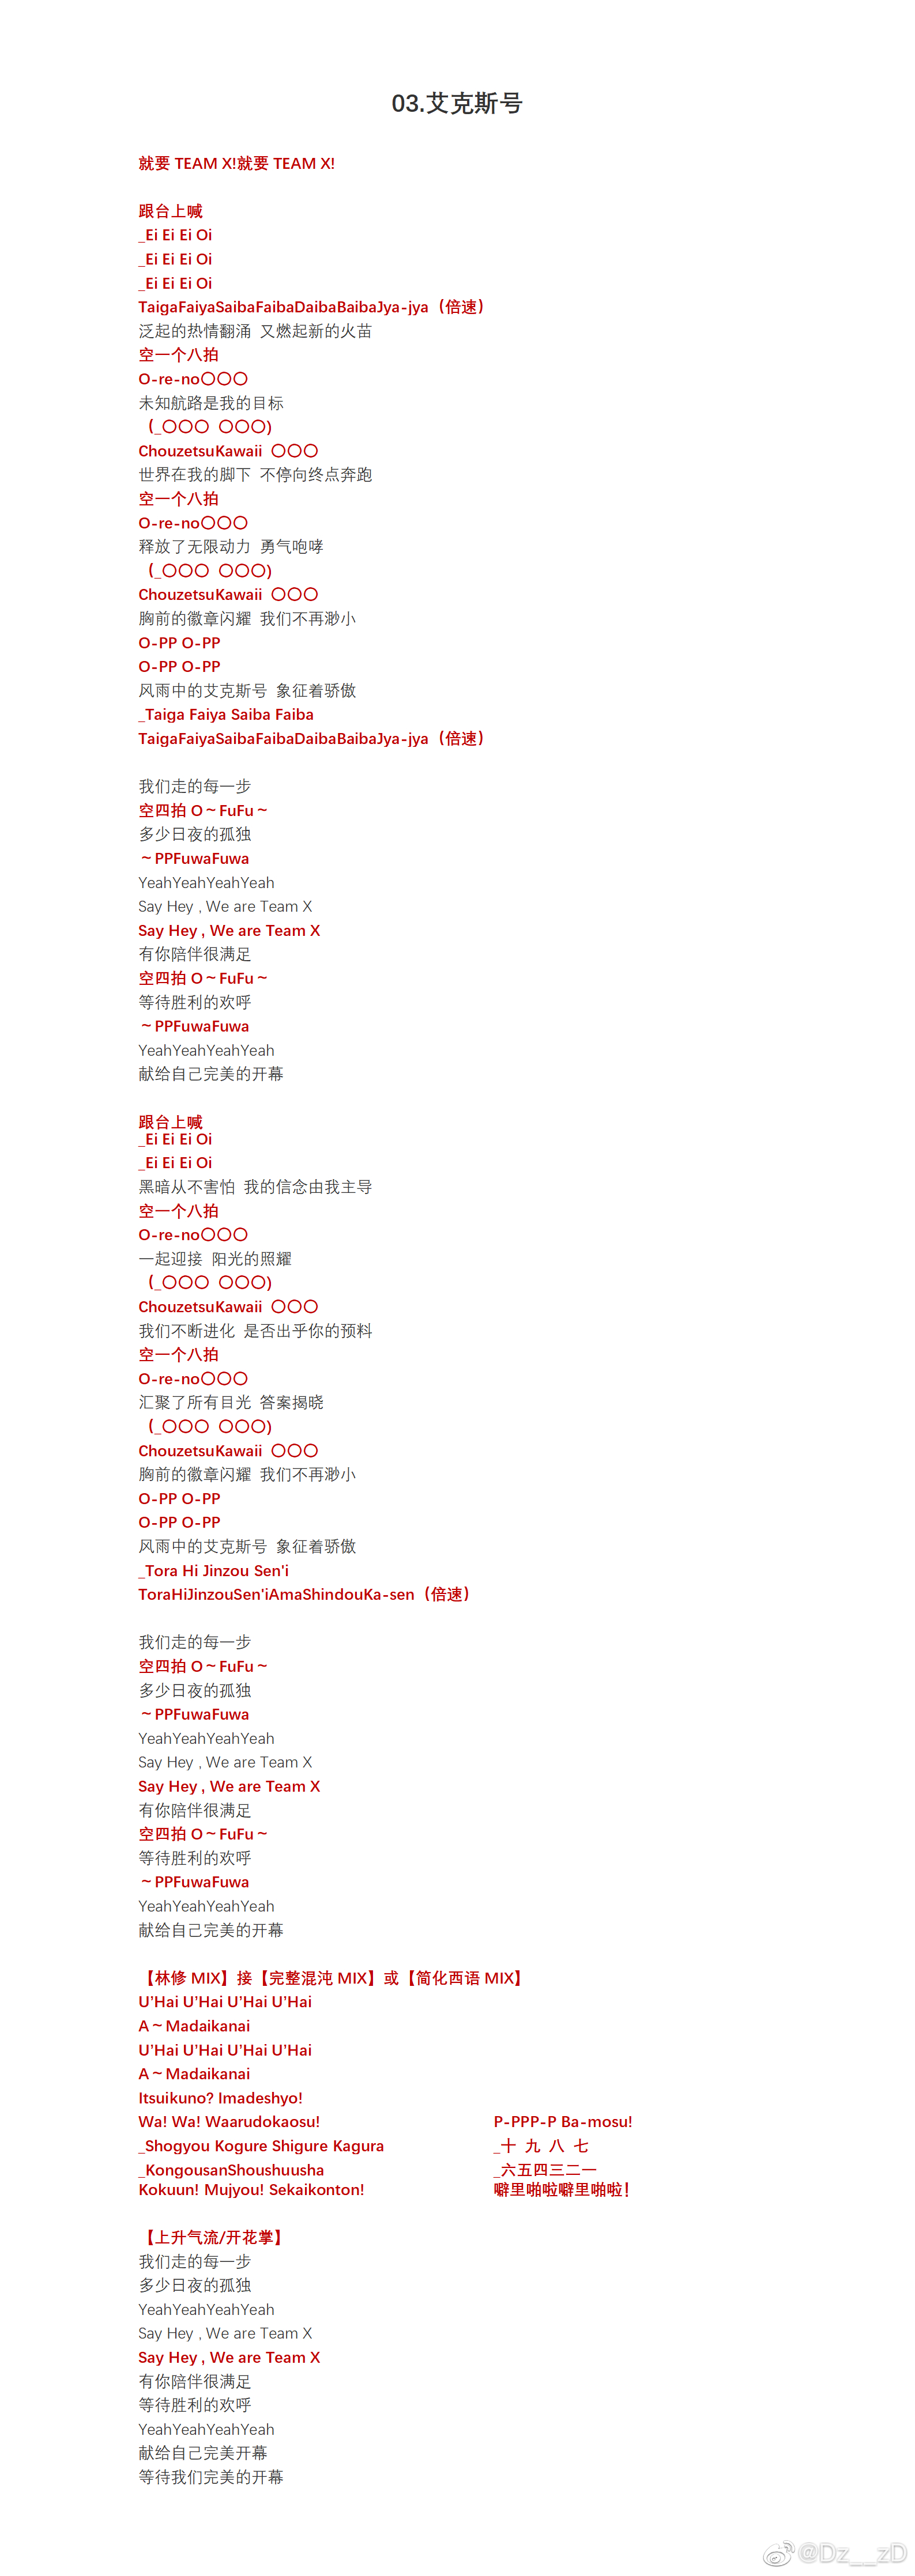 03.艾克斯号
就要 TEAM X!就要 TEAM X!
跟台上喊
_Ei Ei Ei Oi
_Ei Ei Ei Oi
_Ei Ei Ei Oi
TaigaFaiyaSaibaFaibaDaibaBaibaJya-jya（倍速）
泛起的热情翻涌 又燃起新的火苗
空一个八拍
O-re-no〇〇〇
未知航路是我的目标
（_〇〇〇 〇〇〇)
ChouzetsuKawaii 〇〇〇
世界在我的脚下 不停向终点奔跑
空一个八拍
O-re-no〇〇〇
释放了无限动力 勇气咆哮
（_〇〇〇 〇〇〇)
ChouzetsuKawaii 〇〇〇
胸前的徽章闪耀 我们不再渺小
O-PP O-PP
O-PP O-PP
风雨中的艾克斯号 象征着骄傲
_Taiga Faiya Saiba Faiba
TaigaFaiyaSaibaFaibaDaibaBaibaJya-jya（倍速）
我们走的每一步
空四拍 O～FuFu～
多少日夜的孤独
～PPFuwaFuwa
YeahYeahYeahYeah
Say Hey , We are Team X
Say Hey , We are Team X
有你陪伴很满足
空四拍 O～FuFu～
等待胜利的欢呼
～PPFuwaFuwa
YeahYeahYeahYeah
献给自己完美的开幕
跟台上喊
_Ei Ei Ei Oi
_Ei Ei Ei Oi
黑暗从不害怕 我的信念由我主导
空一个八拍
O-re-no〇〇〇
一起迎接 阳光的照耀
（_〇〇〇 〇〇〇)
ChouzetsuKawaii 〇〇〇
我们不断进化 是否出乎你的预料
空一个八拍
O-re-no〇〇〇
汇聚了所有目光 答案揭晓
（_〇〇〇 〇〇〇)
ChouzetsuKawaii 〇〇〇
胸前的徽章闪耀 我们不再渺小
O-PP O-PP
O-PP O-PP
风雨中的艾克斯号 象征着骄傲
_Tora Hi Jinzou Sen'i
ToraHiJinzouSen'iAmaShindouKa-sen（倍速）
我们走的每一步
空四拍 O～FuFu～
多少日夜的孤独
～PPFuwaFuwa
YeahYeahYeahYeah
Say Hey , We are Team X
Say Hey , We are Team X
有你陪伴很满足
空四拍 O～FuFu～
等待胜利的欢呼
～PPFuwaFuwa
YeahYeahYeahYeah
献给自己完美的开幕
【林修 MIX】接【完整混沌 MIX】或【简化西语 MIX】
U'Hai U'Hai U'Hai U'Hai
A～Madaikanai
U'Hai U'Hai U'Hai U'Hai
A～Madaikanai
Itsuikuno? Imadeshyo!
Wa! Wa! Waarudokaosu! P-PPP-P Ba-mosu!
_Shogyou Kogure Shigure Kagura _十 九 八 七
_KongousanShoushuusha _六五四三二一
Kokuun! Mujyou! Sekaikonton! 噼里啪啦噼里啪啦！
【上升气流/开花掌】
我们走的每一步
多少日夜的孤独
YeahYeahYeahYeah
Say Hey , We are Team X
Say Hey , We are Team X
有你陪伴很满足
等待胜利的欢呼
YeahYeahYeahYeah
献给自己完美开幕
等待我们完美的开幕
@Dz__zD